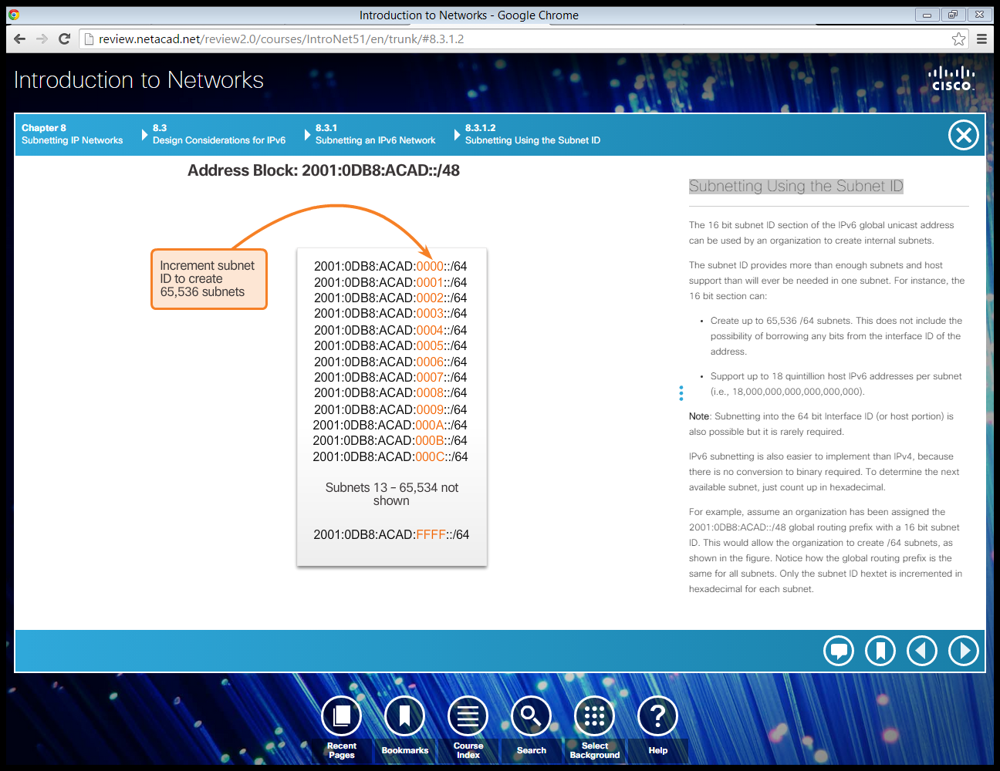 Introduction to Networks - Google Chrome
review.netacad.net/review2.0/courses/IntroNet51/en/trunk/#8.3.1.2
Introduction to Networks
CISCO.
Chapter 8
Subnetting IP Networks
8.3
Design Considerations for IPv6
8.3.1
Subnetting an IPv6 Network
8.3.1.2
Subnetting Using the Subnet ID
Address Block: 2001:0DB8:ACAD::/48
Increment subnet
ID to create
65,536 subnets
2001:0DB8:ACAD:0000::/64
2001:0DB8:ACAD:0001::/64
2001:0DB8:ACAD:0002::/64
2001:0DB8:ACAD:0003::/64
2001:0DB8:ACAD:0004::/64
2001:0DB8:ACAD:0005::/64
2001:0DB8:ACAD:0006::/64
2001:0DB8:ACAD:0007::/64
2001:0DB8:ACAD:0008::/64
2001:0DB8:ACAD:0009::/64
2001:0DB8:ACAD:000A::/64
2001:0DB8:ACAD:000B::/64
2001:0DB8:ACAD:000C::/64
Subnets 13 – 65,534 not
shown
2001:0DB8:ACAD:FFFF::/64
Subnetting Using the Subnet ID
The 16 bit subnet ID section of the IPv6 global unicast address
can be used by an organization to create internal subnets.
The subnet ID provides more than enough subnets and host
support than will ever be needed in one subnet. For instance, the
16 bit section can:
• Create up to 65,536 /64 subnets. This does not include the
possibility of borrowing any bits from the interface ID of the
address.
• Support up to 18 quintillion host IPv6 addresses per subnet
(i.e., 18,000,000,000,000,000,000).
Note: Subnetting into the 64 bit Interface ID (or host portion) is
also possible but it is rarely required.
IPv6 subnetting is also easier to implement than IPv4, because
there is no conversion to binary required. To determine the next
available subnet, just count up in hexadecimal.
For example, assume an organization has been assigned the
2001:0DB8:ACAD::/48 global routing prefix with a 16 bit subnet
ID. This would allow the organization to create /64 subnets, as
shown in the figure. Notice how the global routing prefix is the
same for all subnets. Only the subnet ID hextet is incremented in
hexadecimal for each subnet.
Recent
Pages
Bookmarks
Course
Index
Search
Select
Background
Help